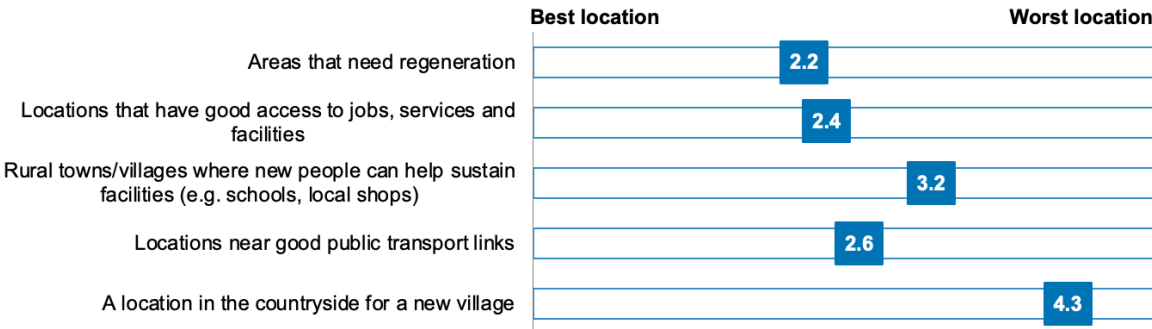 Best location Worst location
Areas that need regeneration 2.2
Locations that have good access to jobs, services and
facilities 2.4
Rural towns/villages where new people can help sustain
facilities (e.g. schools, local shops) 3.2
Locations near good public transport links 2.6
A location in the countryside for a new village 4.3